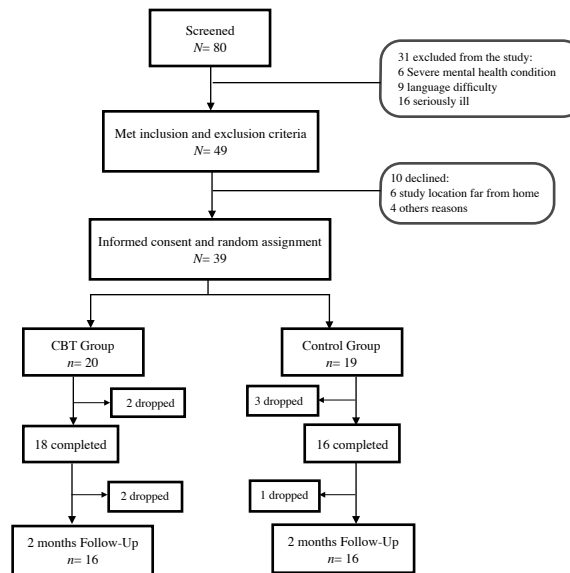 Screened
N= 80
31 excluded from the study:
6 Severe mental health condition
9 language difficulty
16 seriously ill
Met inclusion and exclusion criteria
N= 49
10 declined:
6 study location far from home
4 others reasons
Informed consent and random assignment
N= 39
CBT Group
n= 20
Control Group
n= 19
2 dropped
3 dropped
18 completed
16 completed
2 dropped
1 dropped
2 months Follow-Up
n= 16
2 months Follow-Up
n= 16